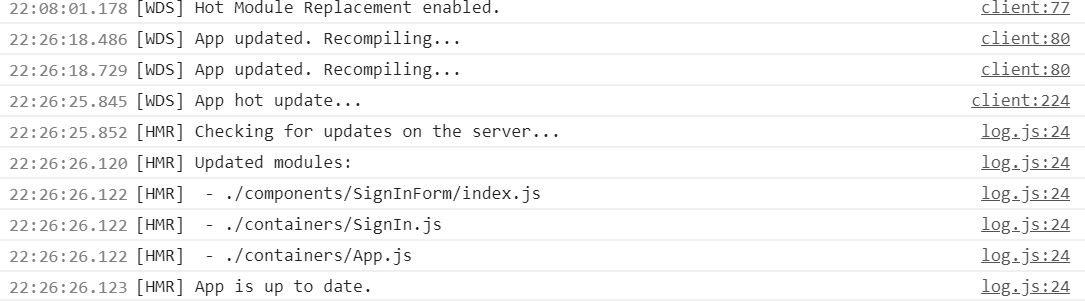 22:08:01.178 [WDS] Hot Module Replacement enabled. client:77
22:26:18.486 [WDS] App updated. Recompiling... client:80
22:26:18.729 [WDS] App updated. Recompiling... client:80
22:26:25.845 [WDS] App hot update... client:224
22:26:25.852 [HMR] Checking for updates on the server... log.js:24
22:26:26.120 [HMR] Updated modules: log.js:24
22:26:26.122 [HMR]  - ./components/SignInForm/index.js log.js:24
22:26:26.122 [HMR]  - ./containers/SignIn.js log.js:24
22:26:26.122 [HMR]  - ./containers/App.js log.js:24
22:26:26.123 [HMR] App is up to date. log.js:24